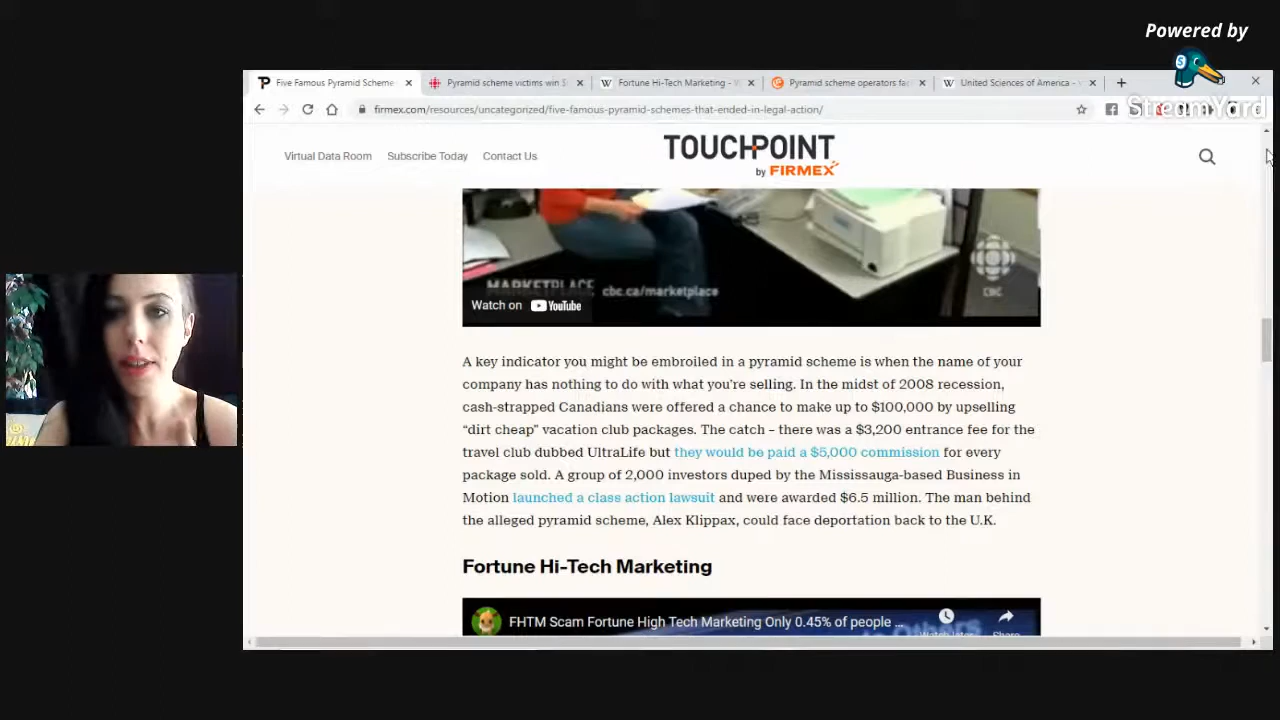 Powered by
StreamYard
Five Famous Pyramid Scheme
Pyramid scheme victims win
Fortune Hi-Tech Marketing -
Pyramid scheme operators fac
United Sciences of America -
firmex.com/resources/uncategorized/five-famous-pyramid-schemes-that-ended-in-legal-action/
Virtual Data Room
Subscribe Today
Contact Us
TOUCHPOINT
by FIRMEX
MARKETPLACE
cbc.ca/marketplace
CBC
Watch on YouTube
A key indicator you might be embroiled in a pyramid scheme is when the name of your
company has nothing to do with what you're selling. In the midst of 2008 recession,
cash-strapped Canadians were offered a chance to make up to $100,000 by upselling
“dirt cheap” vacation club packages. The catch – there was a $3,200 entrance fee for the
travel club dubbed UltraLife but they would be paid a $5,000 commission for every
package sold. A group of 2,000 investors duped by the Mississauga-based Business in
Motion launched a class action lawsuit and were awarded $6.5 million. The man behind
the alleged pyramid scheme, Alex Klippax, could face deportation back to the U.K.
Fortune Hi-Tech Marketing
FHTM Scam Fortune High Tech Marketing Only 0.45% of people ...
Watch later
Share
Others